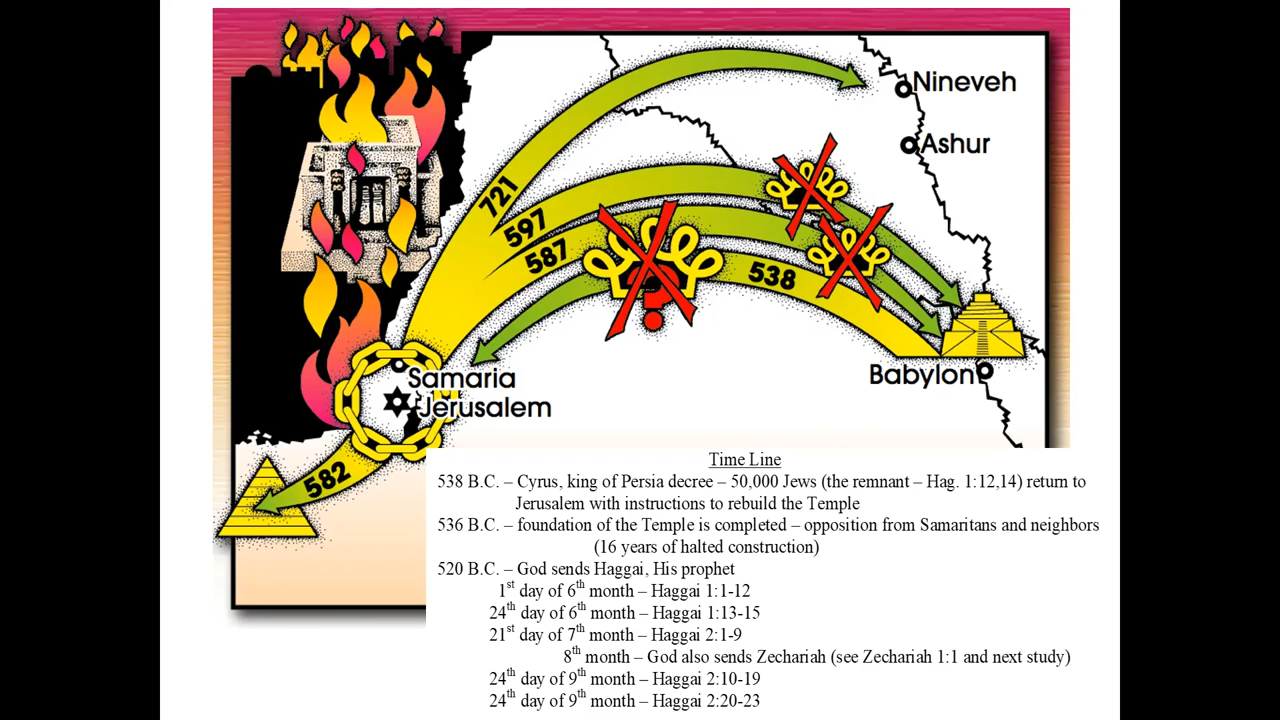 Nineveh
Ashur
721
597
587
538
?
Babylon
Samaria
Jerusalem
582
Time Line
538 B.C. – Cyrus, king of Persia decree – 50,000 Jews (the remnant – Hag. 1:12,14) return to
Jerusalem with instructions to rebuild the Temple
536 B.C. – foundation of the Temple is completed – opposition from Samaritans and neighbors
(16 years of halted construction)
520 B.C. – God sends Haggai, His prophet
1st day of 6th month – Haggai 1:1-12
24th day of 6th month – Haggai 1:13-15
21st day of 7th month – Haggai 2:1-9
8th month – God also sends Zechariah (see Zechariah 1:1 and next study)
24th day of 9th month – Haggai 2:10-19
24th day of 9th month – Haggai 2:20-23